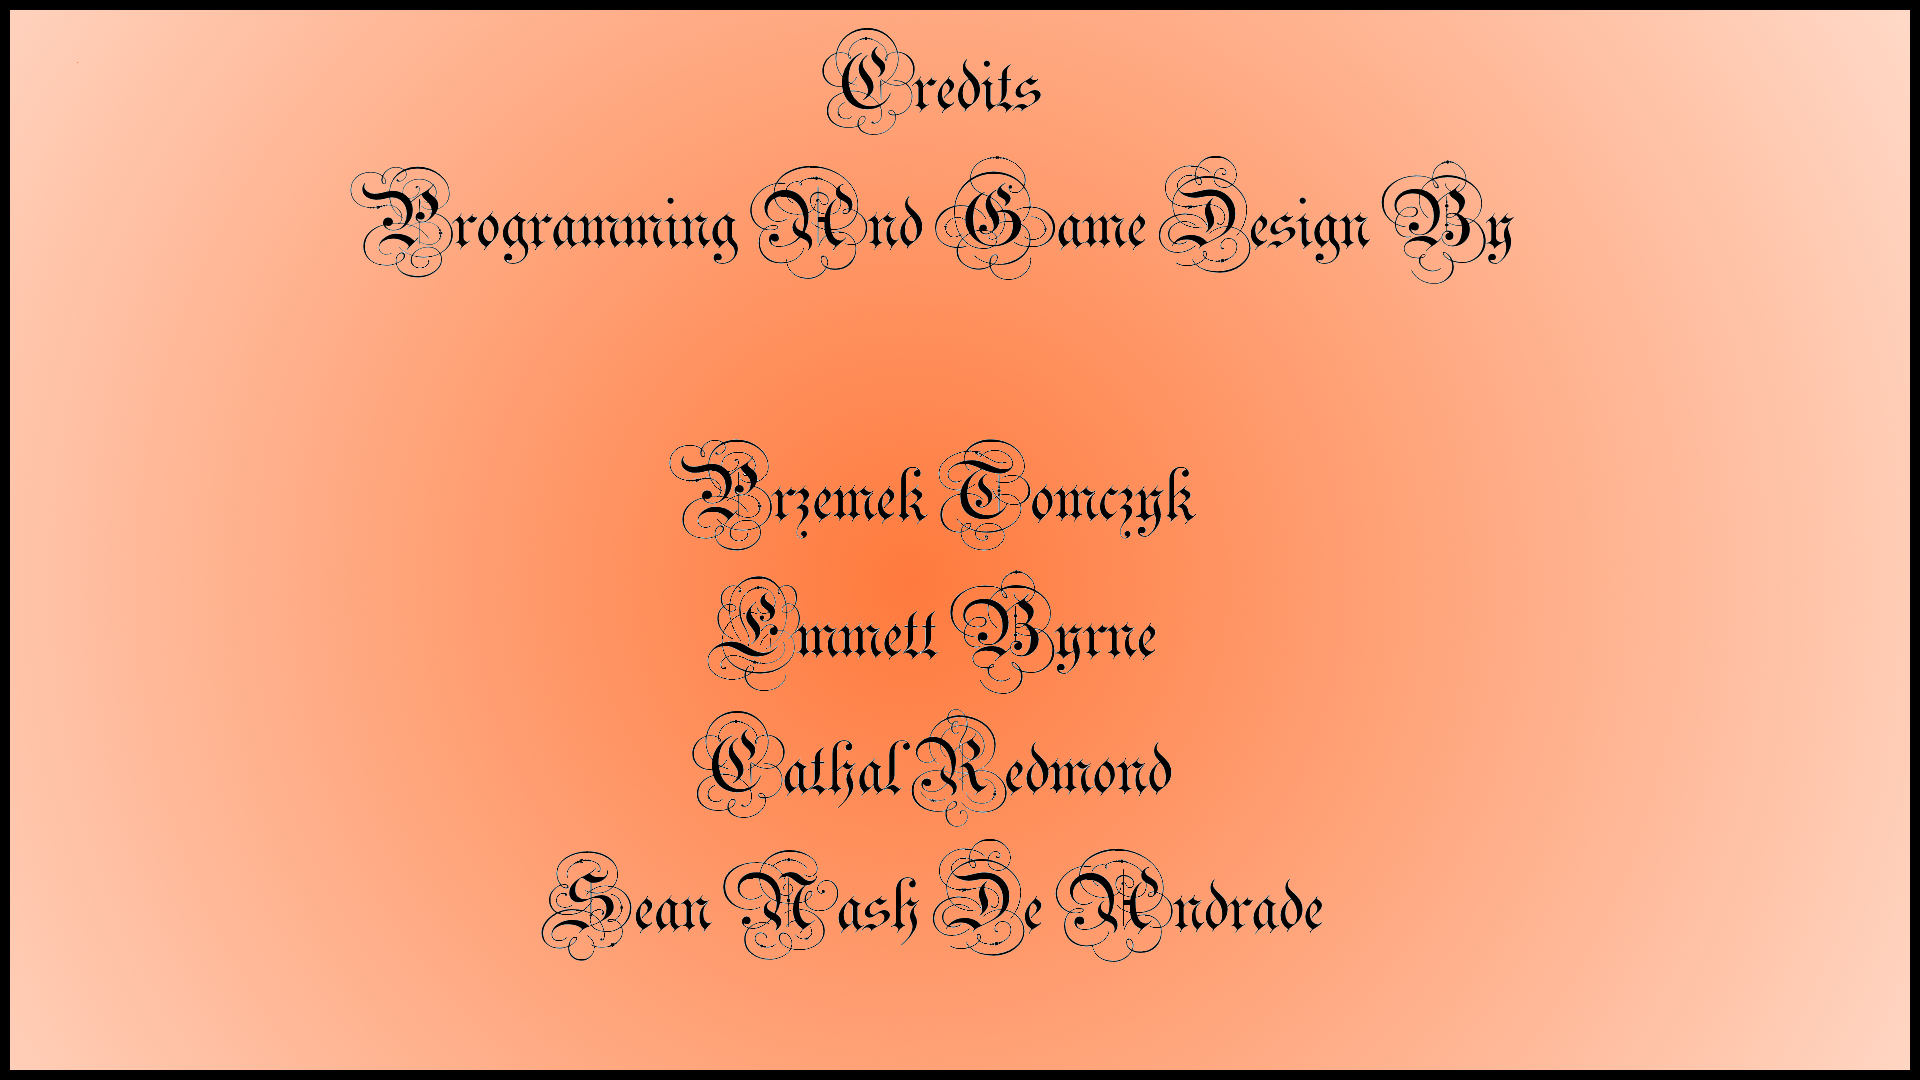 Credits
Programming And Game Design By
Przemek Tomczyk
Emmett Byrne
Cathal Redmond
Sean Nash De Andrade